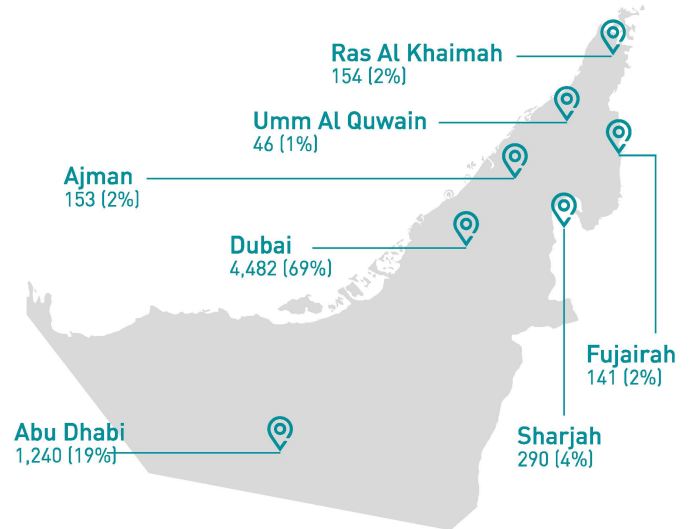 Ras Al Khaimah
154 (2%)
Umm Al Quwain
46 (1%)
Ajman
153 (2%)
Dubai
4,482 (69%)
Fujairah
141 (2%)
Abu Dhabi
1,240 (19%)
Sharjah
290 (4%)